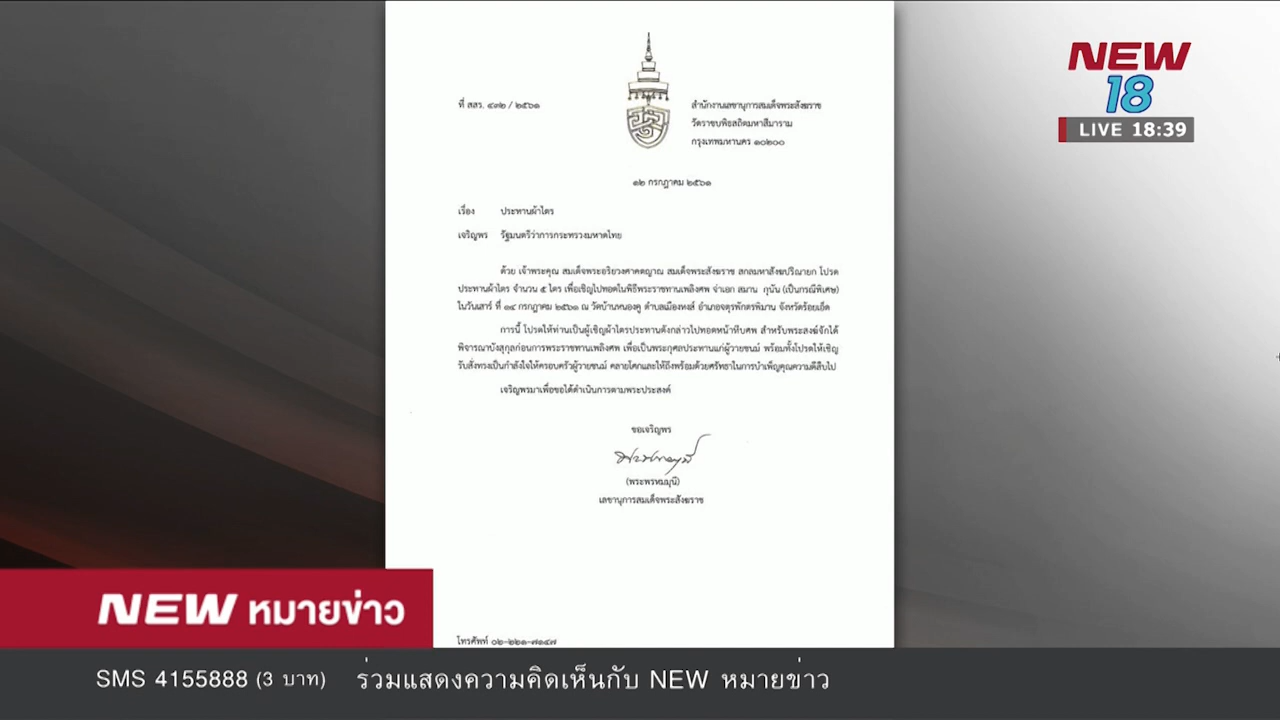 NEW
18
LIVE 18:39
ที่ สสร. ๔๓๒ / ๒๕๖๑
สำนักงานเลขานุการสมเด็จพระสังฆราช
วัดราชบพิธสถิตมหาสีมาราม
กรุงเทพมหานคร ๑๐๒๐๐
๑๒ กรกฎาคม ๒๕๖๑
เรื่อง ประทานผ้าไตร
เจริญพร รัฐมนตรีว่าการกระทรวงมหาดไทย
ด้วย เจ้าพระคุณ สมเด็จพระอริยวงศาคตญาณ สมเด็จพระสังฆราช สกลมหาสังฆปริณายก โปรด
ประทานผ้าไตร จำนวน ๕ ไตร เพื่อเชิญไปทอดในพิธีพระราชทานเพลิงศพ จ่าเอก สมาน กุนัน (เป็นกรณีพิเศษ)
ในวันเสาร์ ที่ ๑๔ กรกฎาคม ๒๕๖๑ ณ วัดบ้านหนองคู ตำบลเมืองหงส์ อำเภอจตุรพักตรพิมาน จังหวัดร้อยเอ็ด
การนี้ โปรดให้ท่านเป็นผู้เชิญผ้าไตรประทานดังกล่าวไปทอดหน้าหีบศพ สำหรับพระสงฆ์จักได้
พิจารณาบังสุกุลก่อนการพระราชทานเพลิงศพ เพื่อเป็นพระกุศลประทานแก่ผู้วายชนม์ พร้อมทั้งโปรดให้เชิญ
รับสั่งทรงเป็นกำลังใจให้ครอบครัวผู้วายชนม์ คลายโศกและให้ถึงพร้อมด้วยศรัทธาในการบำเพ็ญคุณความดีสืบไป
เจริญพรมาเพื่อขอได้ดำเนินการตามพระประสงค์
ขอเจริญพร
(พระพรหมมุนี)
เลขานุการสมเด็จพระสังฆราช
โทรศัพท์ ๐๒-๒๒๑-๗๑๔๗
NEW หมายข่าว
SMS 4155888 (3 บาท) ร่วมแสดงความคิดเห็นกับ NEW หมายข่าว